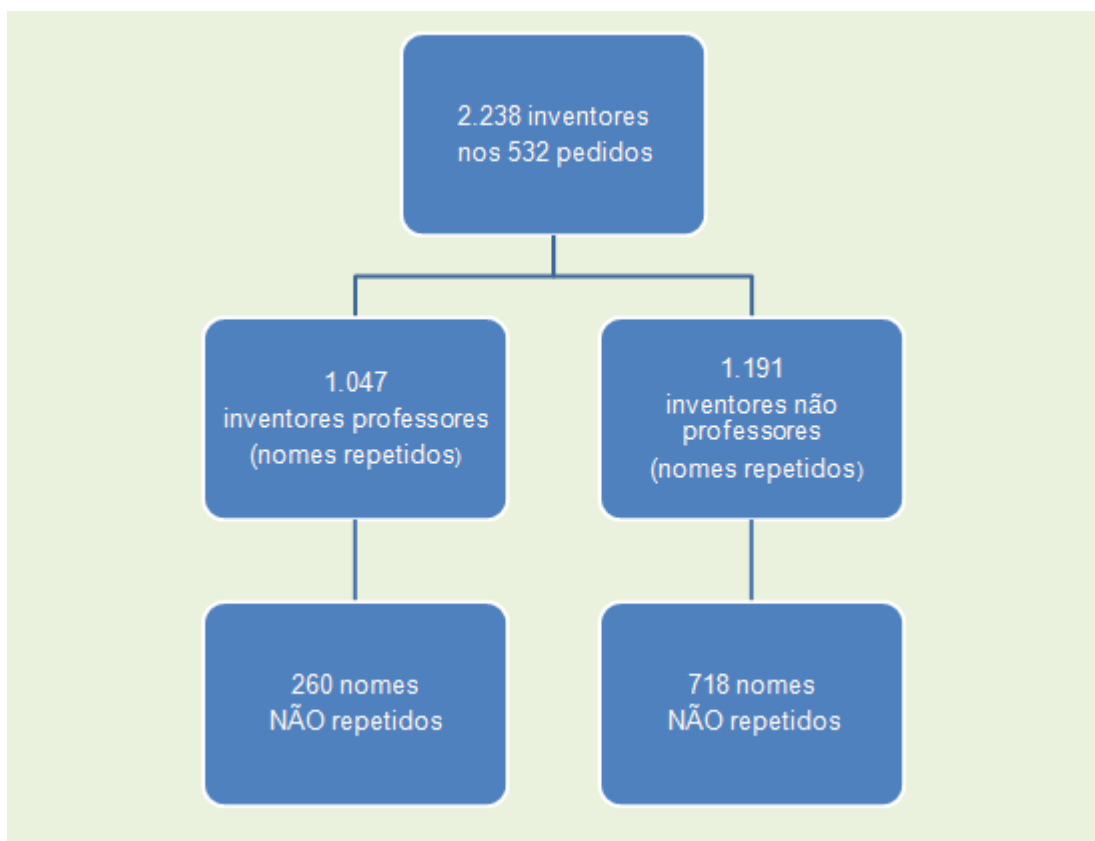 2.238 inventores
nos 532 pedidos
1.047
inventores professores
(nomes repetidos)
1.191
inventores não
professores
(nomes repetidos)
260 nomes
NÃO repetidos
718 nomes
NÃO repetidos